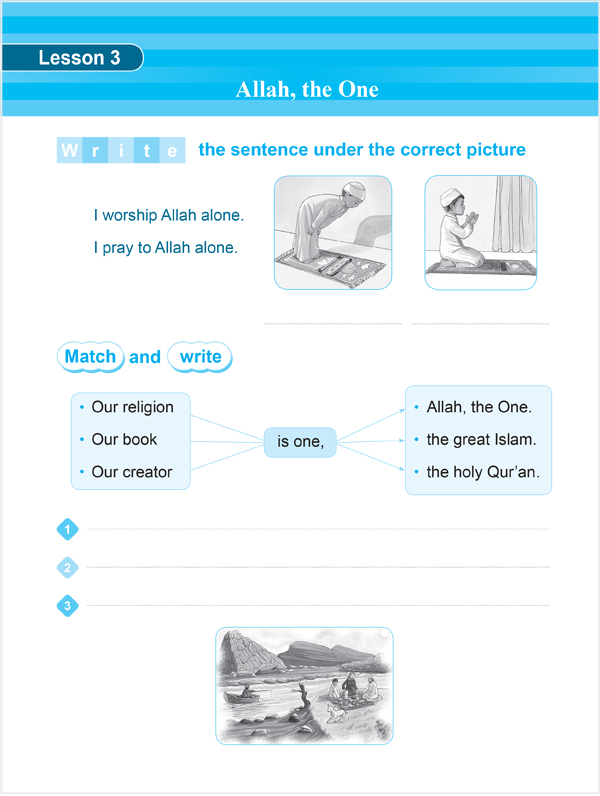 Lesson 3
Allah, the One
Write the sentence under the correct picture
I worship Allah alone.
I pray to Allah alone.
Match and write
• Our religion
• Our book
• Our creator
is one,
• Allah, the One.
• the great Islam.
• the holy Qur’an.
1
2
3